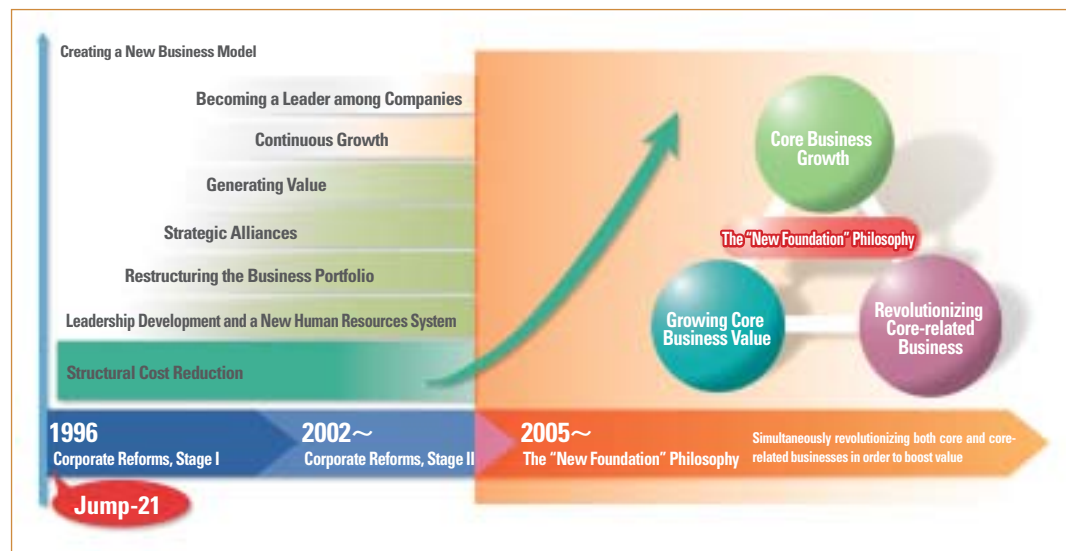 Creating a New Business Model
Becoming a Leader among Companies
Continuous Growth
Generating Value
Strategic Alliances
Restructuring the Business Portfolio
Leadership Development and a New Human Resources System
Structural Cost Reduction
Core Business
Growth
The "New Foundation" Philosophy
Growing Core
Business Value
Revolutionizing
Core-related
Business
1996
Corporate Reforms, Stage I
2002～
Corporate Reforms, Stage II
2005～
The "New Foundation" Philosophy
Simultaneously revolutionizing both core and core-
related businesses in order to boost value
Jump-21